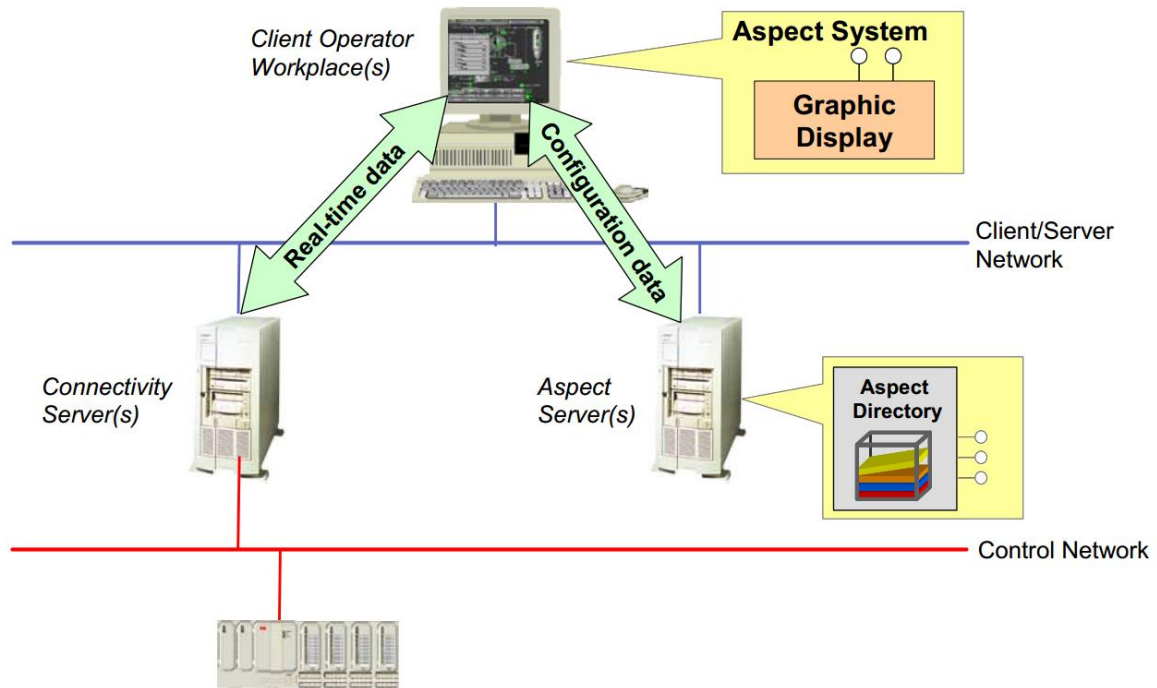 Client Operator
Workplace(s)
Aspect System
Graphic
Display
Real-time data
Configuration data
Client/Server
Network
Connectivity
Server(s)
Aspect
Server(s)
Aspect
Directory
Control Network